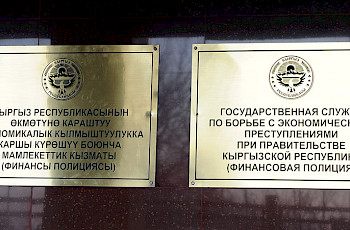 ЫРГЫЗ РЕСПУБЛИКАСЫНЫН
ӨКМӨТҮНӨ КАРАШТУУ
НОМИКАЛЫК КЫЛМЫШТУУЛУККА
КАРШЫ КҮРӨШҮҮ БОЮНЧА
МАМЛЕКЕТТИК КЫЗМАТЫ
(ФИНАНСЫ ПОЛИЦИЯСЫ)
ГОСУДАРСТВЕННАЯ СЛУЖ
ПО БОРЬБЕ С ЭКОНОМИЧЕСК
ПРЕСТУПЛЕНИЯМИ
ПРИ ПРАВИТЕЛЬСТВЕ
КЫРГЫЗСКОЙ РЕСПУБЛИК
(ФИНАНСОВАЯ ПОЛИЦИЯ